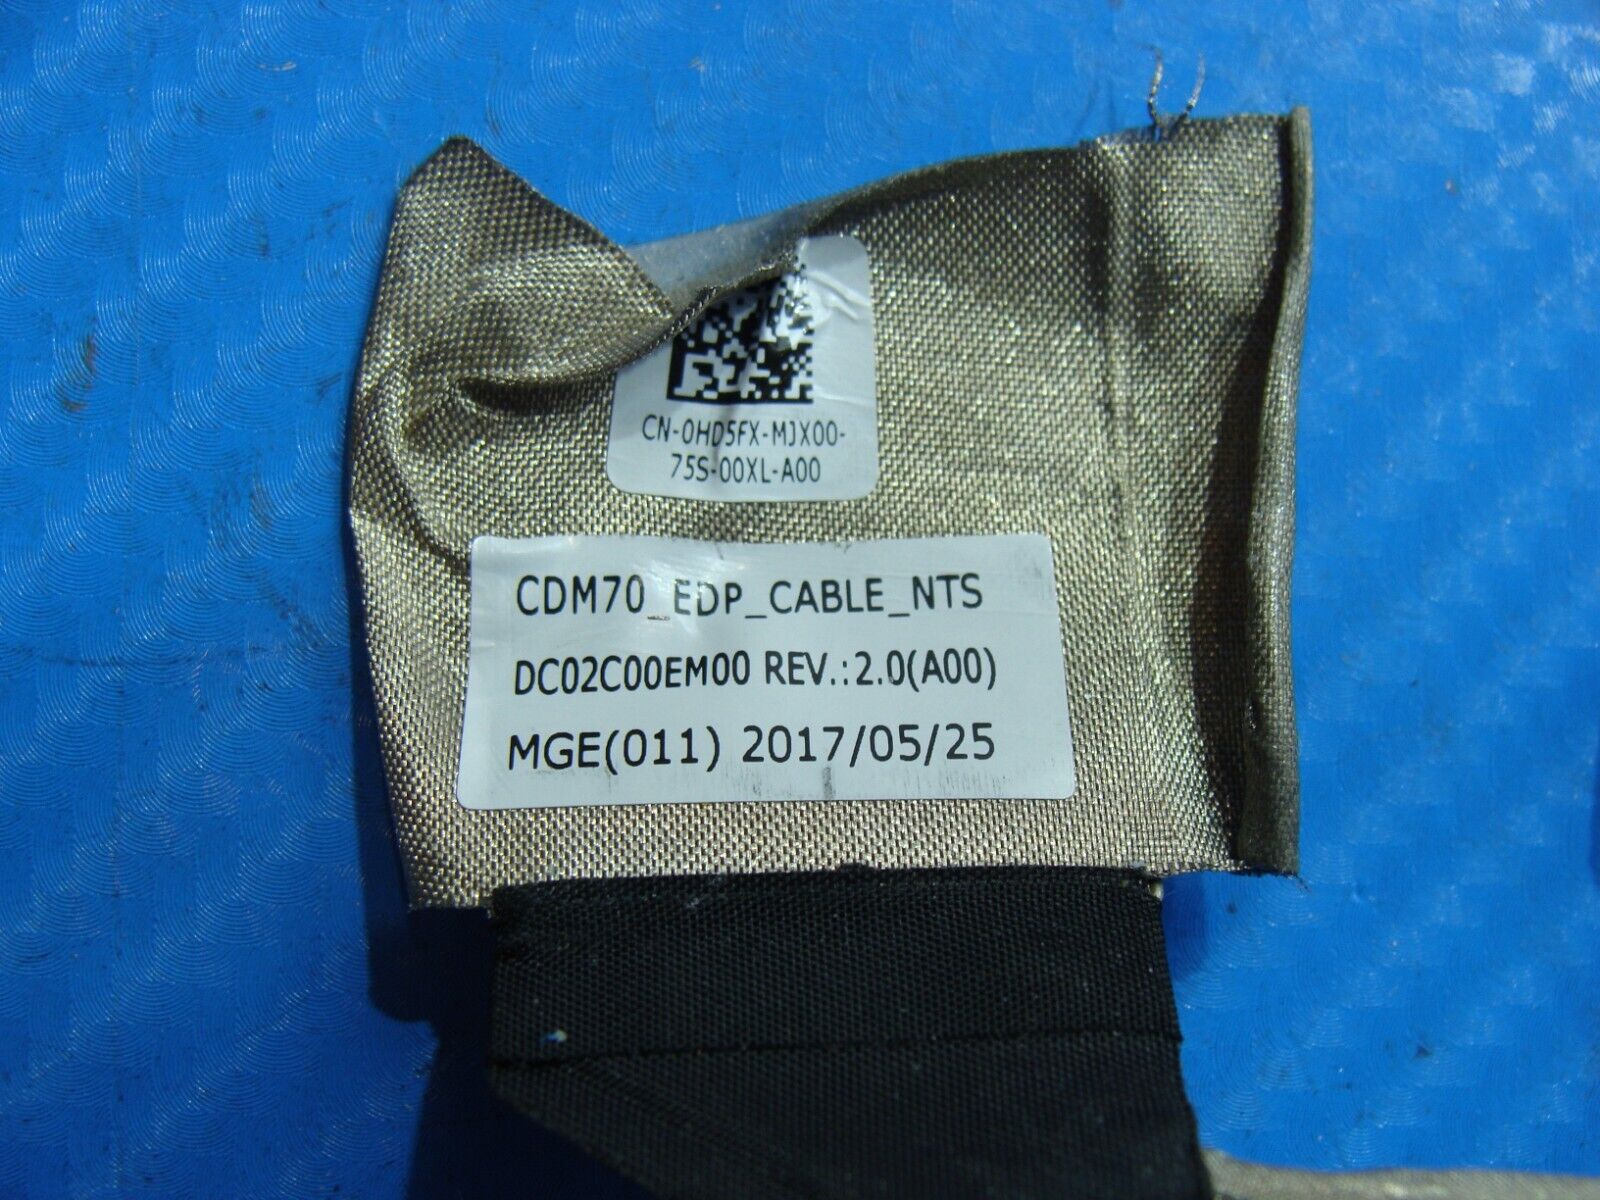 CN-0HD5FX-MJX00-
75S-00XL-A00
CDM70_EDP_CABLE_NTS
DC02C00EM00 REV.:2.0(A00)
MGE(011) 2017/05/25